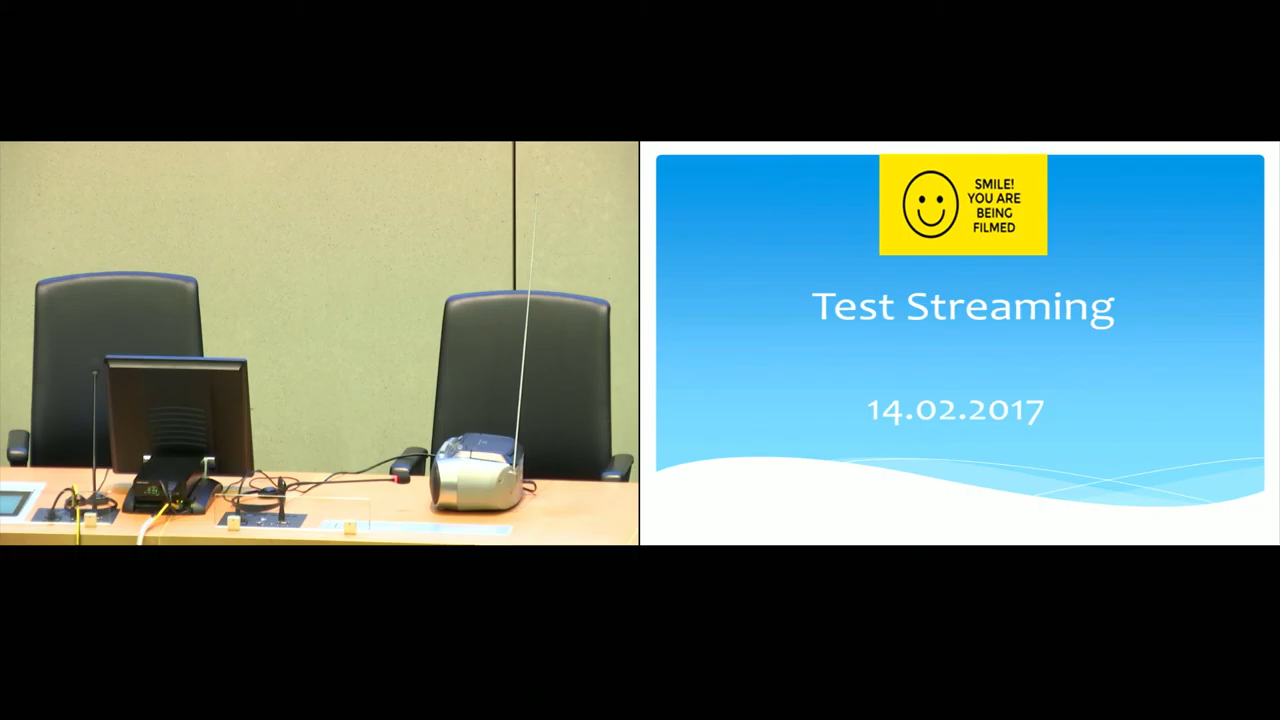 SMILE!
YOU ARE
BEING
FILMED
Test Streaming
14.02.2017